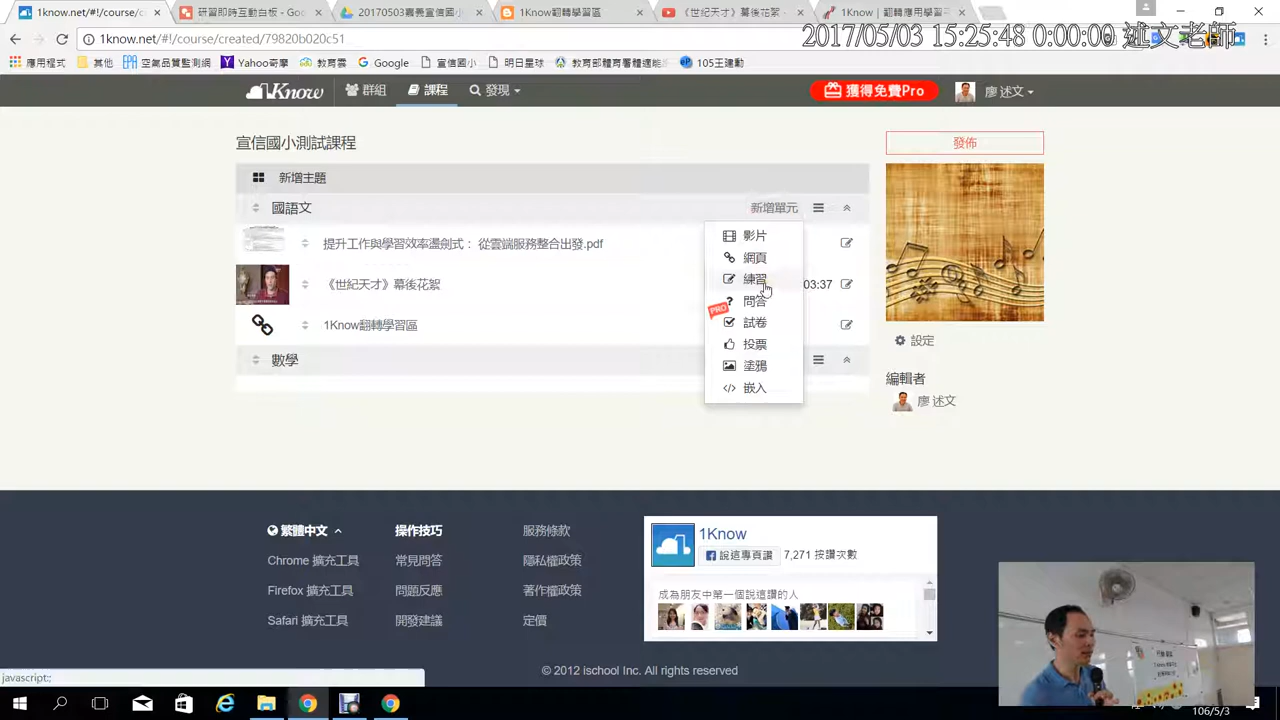 1know.net/#!/course/c
研習即時互動白板 - Goo
20170503嘉義宣信國小
1Know翻轉學習區
《世紀天才》幕後花絮
1Know | 翻轉應用學習平
1know.net/#!/course/created/79820b020c51
2017/05/03 15:25:48 0:00:00 述文老師
應用程式
其他
空氣品質監測網
Yahoo奇摩
教育雲
Google
宣信國小
明日星球
教育部體育署體適能
105王建勳
1Know
群組
課程
發現
獲得免費Pro
廖 述文
宣信國小測試課程
發佈
新增主題
國語文
新增單元
提升工作與學習效率盡劍式： 從雲端服務整合出發.pdf
《世紀天才》幕後花絮
03:37
1Know翻轉學習區
數學
影片
網頁
練習
問答
PRO
試卷
投票
塗鴉
嵌入
設定
編輯者
廖 述文
繁體中文
操作技巧
服務條款
Chrome 擴充工具
常見問答
隱私權政策
Firefox 擴充工具
問題反應
著作權政策
Safari 擴充工具
開發建議
定價
1Know
說這專頁讚
7,271 按讚次數
成為朋友中第一個說這讚的人
© 2012 ischool Inc. All rights reserved
javascript:;
106/5/3